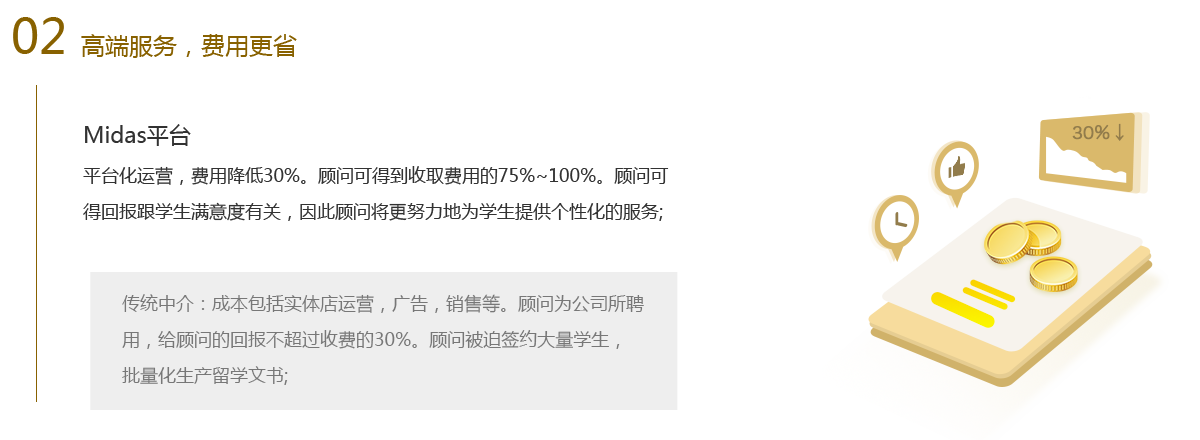 02 高端服务，费用更省
Midas平台
平台化运营，费用降低30%。顾问可得到收取费用的75%~100%。顾问可
得回报跟学生满意度有关，因此顾问将更努力地为学生提供个性化的服务;
传统中介：成本包括实体店运营，广告，销售等。顾问为公司所聘
用，给顾问的回报不超过收费的30%。顾问被迫签约大量学生，
批量化生产留学文书;
30%↓